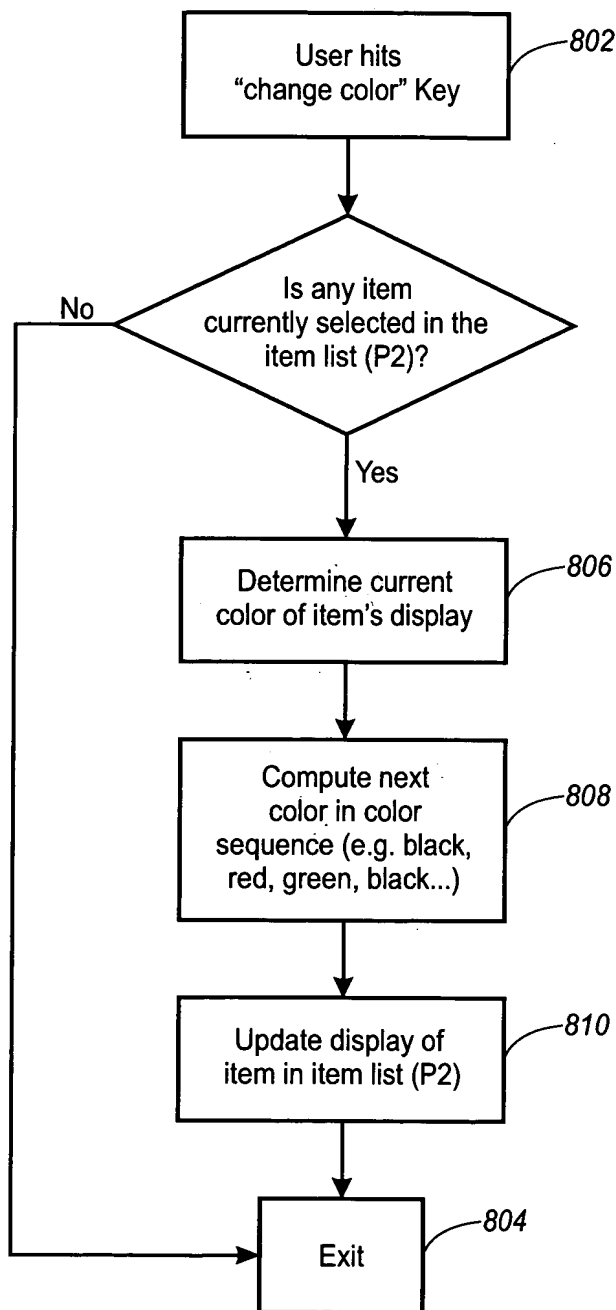 User hits
“change color” Key
802
Is any item
currently selected in the
item list (P2)?
No
Yes
Determine current
color of item’s display
806
Compute next
color in color
sequence (e.g. black,
red, green, black...)
808
Update display of
item in item list (P2)
810
Exit
804